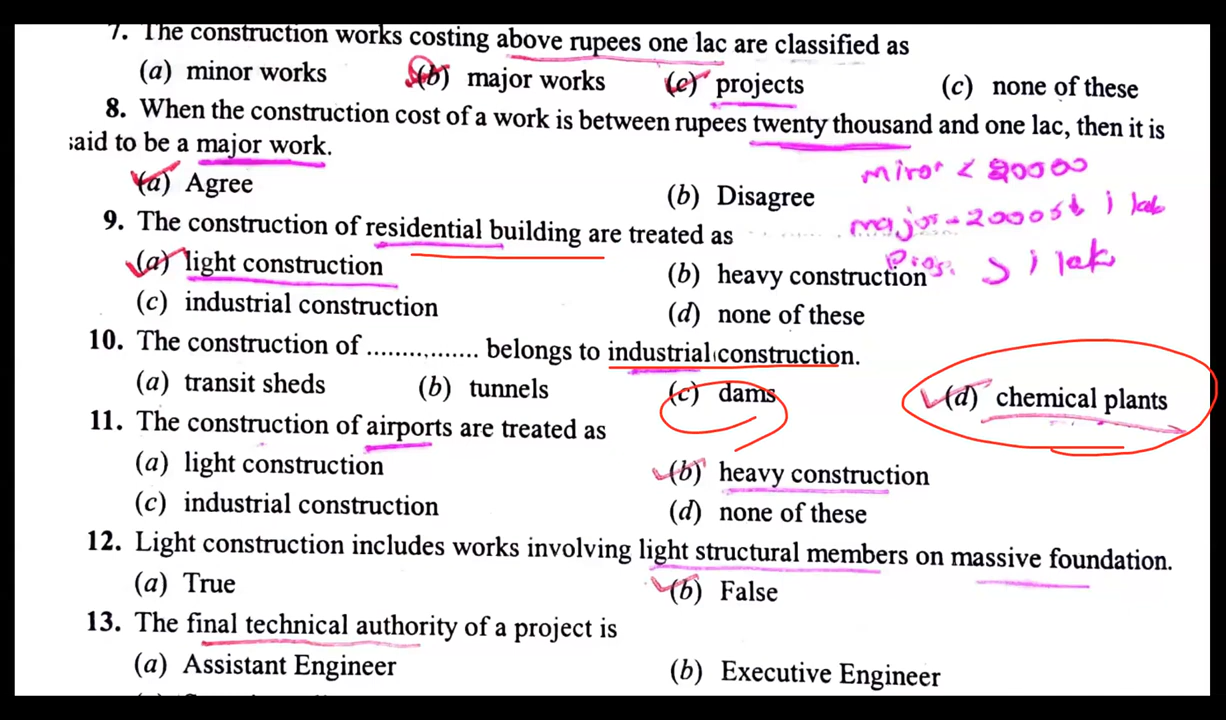 7. The construction works costing above rupees one lac are classified as
(a) minor works (b) major works (c) projects (c) none of these
8. When the construction cost of a work is between rupees twenty thousand and one lac, then it is
said to be a major work.
minor < 20000
(a) Agree (b) Disagree
major - 20000 1 lak
9. The construction of residential building are treated as
> 1 lak
(a) light construction (b) heavy construction
(c) industrial construction (d) none of these
10. The construction of ................ belongs to industrial construction.
(a) transit sheds (b) tunnels (c) dams (d) chemical plants
11. The construction of airports are treated as
(a) light construction (b) heavy construction
(c) industrial construction (d) none of these
12. Light construction includes works involving light structural members on massive foundation.
(a) True (b) False
13. The final technical authority of a project is
(a) Assistant Engineer (b) Executive Engineer